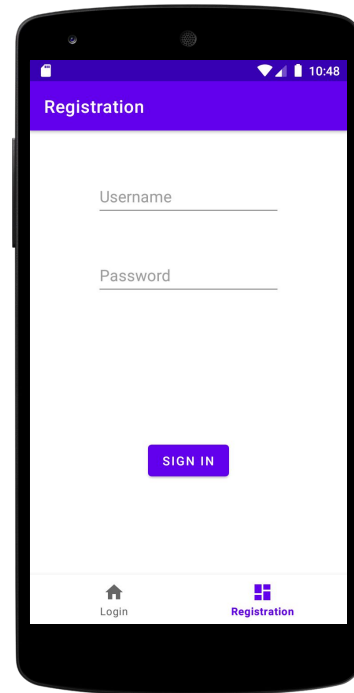 10:48
Registration
Username
Password
SIGN IN
Login
Registration